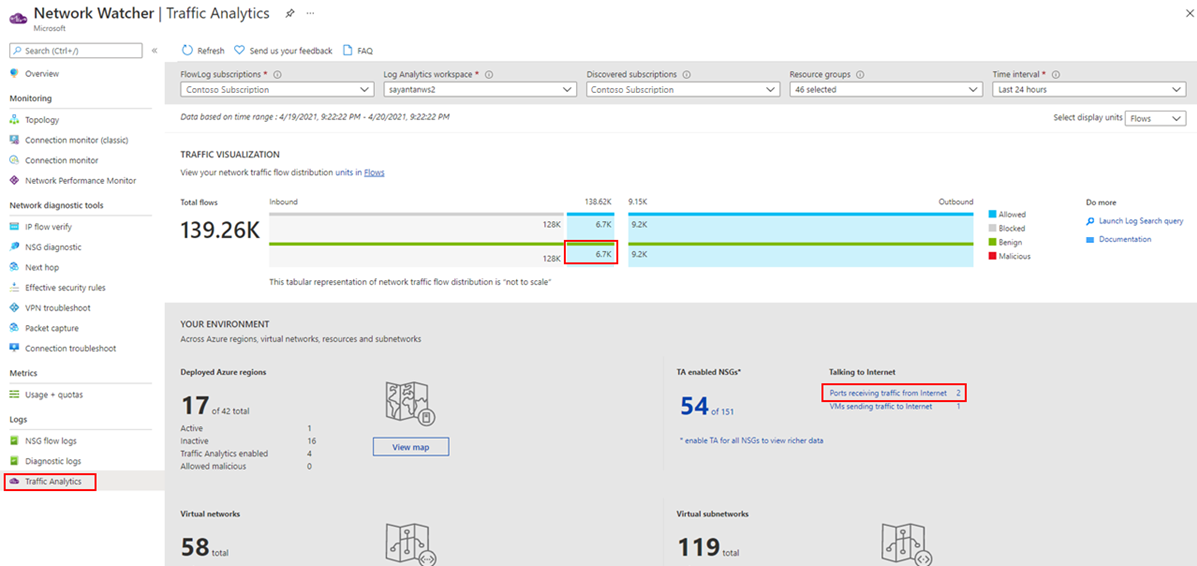 Network Watcher | Traffic Analytics ...
Microsoft
Search (Ctrl+/) «
Overview
Monitoring
Topology
Connection monitor (classic)
Connection monitor
Network Performance Monitor
Network diagnostic tools
IP flow verify
NSG diagnostic
Next hop
Effective security rules
VPN troubleshoot
Packet capture
Connection troubleshoot
Metrics
Usage + quotas
Logs
NSG flow logs
Diagnostic logs
Traffic Analytics
Refresh Send us your feedback FAQ
FlowLog subscriptions * Log Analytics workspace * Discovered subscriptions Resource groups Time interval *
Contoso Subscription sayantanws2 Contoso Subscription 46 selected Last 24 hours
Data based on time range : 4/19/2021, 9:22:22 PM - 4/20/2021, 9:22:22 PM Select display units Flows
TRAFFIC VISUALIZATION
View your network traffic flow distribution units in Flows
Total flows Inbound 138.62K 9.15K Outbound Do more
139.26K 128K 6.7K 9.2K Allowed Launch Log Search query
Blocked Documentation
Benign
128K 6.7K 9.2K Malicious
This tabular representation of network traffic flow distribution is "not to scale"
YOUR ENVIRONMENT
Across Azure regions, virtual networks, resources and subnetworks
Deployed Azure regions
17 of 42 total
Active 1
Inactive 16
Traffic Analytics enabled 4
Allowed malicious 0
View map
TA enabled NSGs*
54 of 151
* enable TA for all NSGs to view richer data
Talking to Internet
Ports receiving traffic from Internet 2
VMs sending traffic to Internet 1
Virtual networks
58 total
Virtual subnetworks
119 total